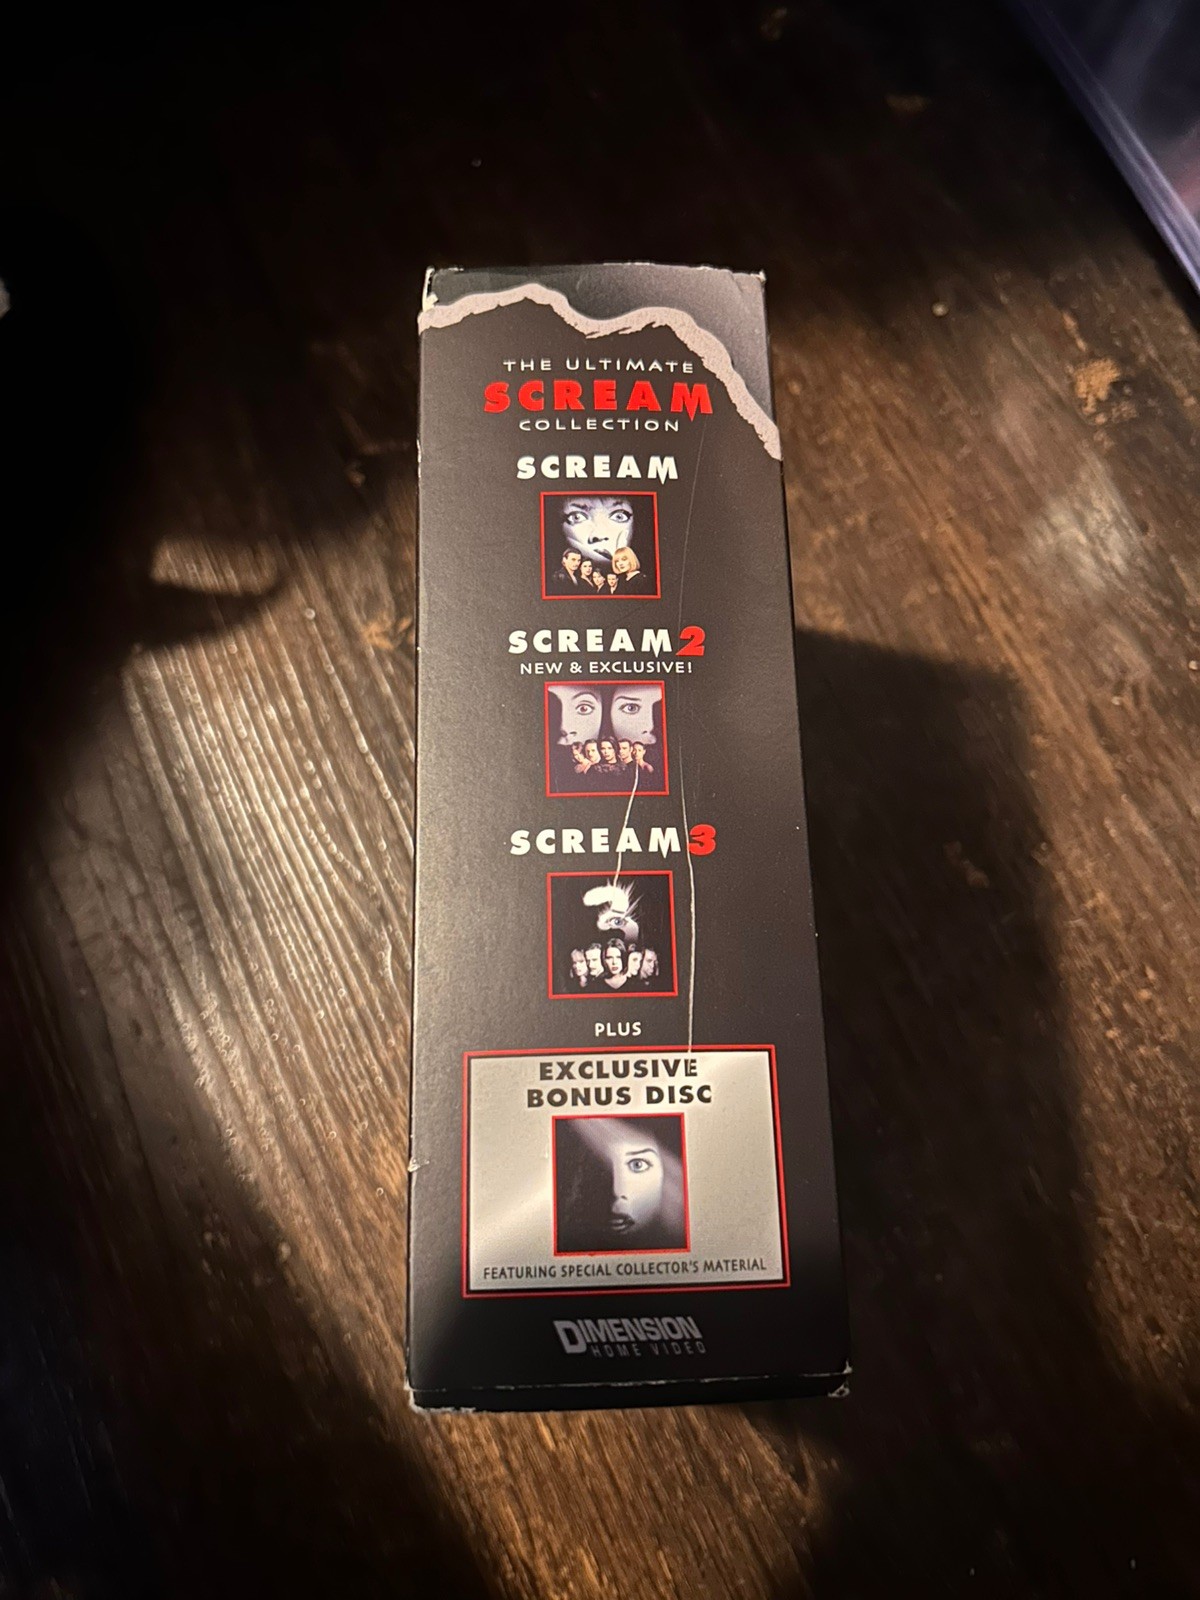 THE ULTIMATE
SCREAM
COLLECTION
SCREAM
SCREAM 2
NEW & EXCLUSIVE!
SCREAM 3
PLUS
EXCLUSIVE
BONUS DISC
FEATURING SPECIAL COLLECTOR'S MATERIAL
DIMENSION
HOME VIDEO